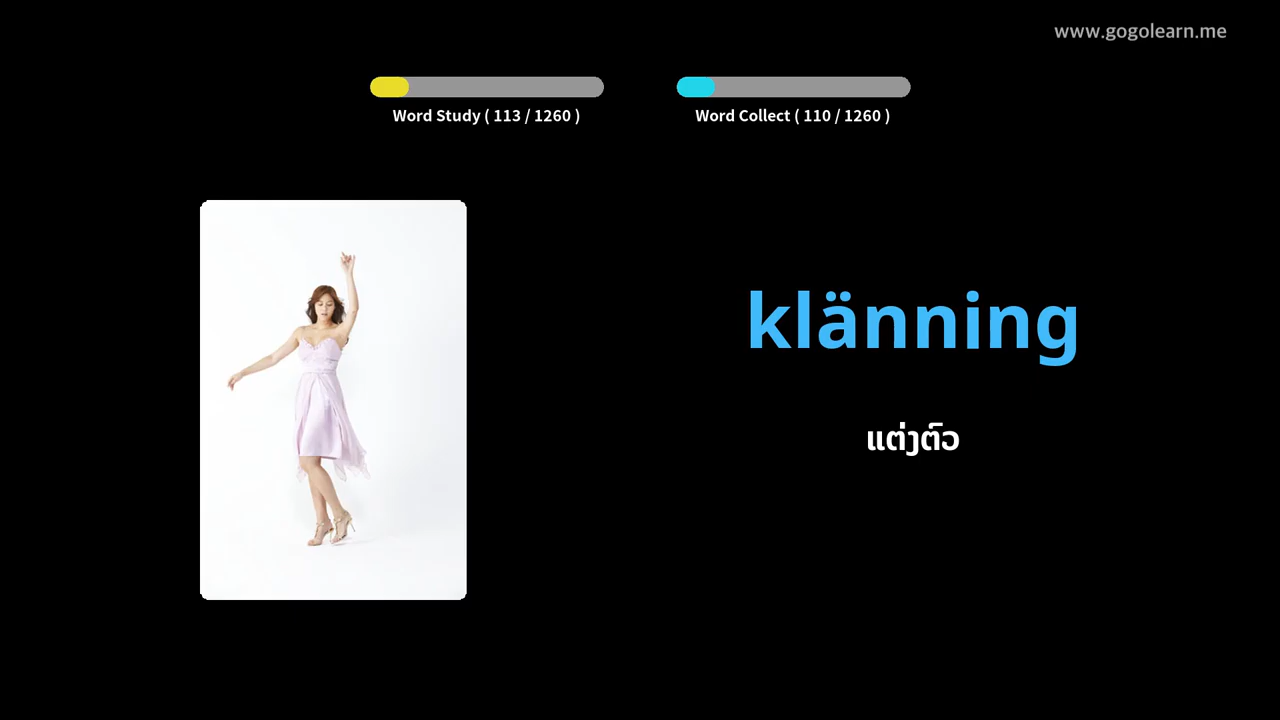 www.gogolearn.me
Word Study ( 113 / 1260 )
Word Collect ( 110 / 1260 )
klänning
ແຕ່ງຕົວ